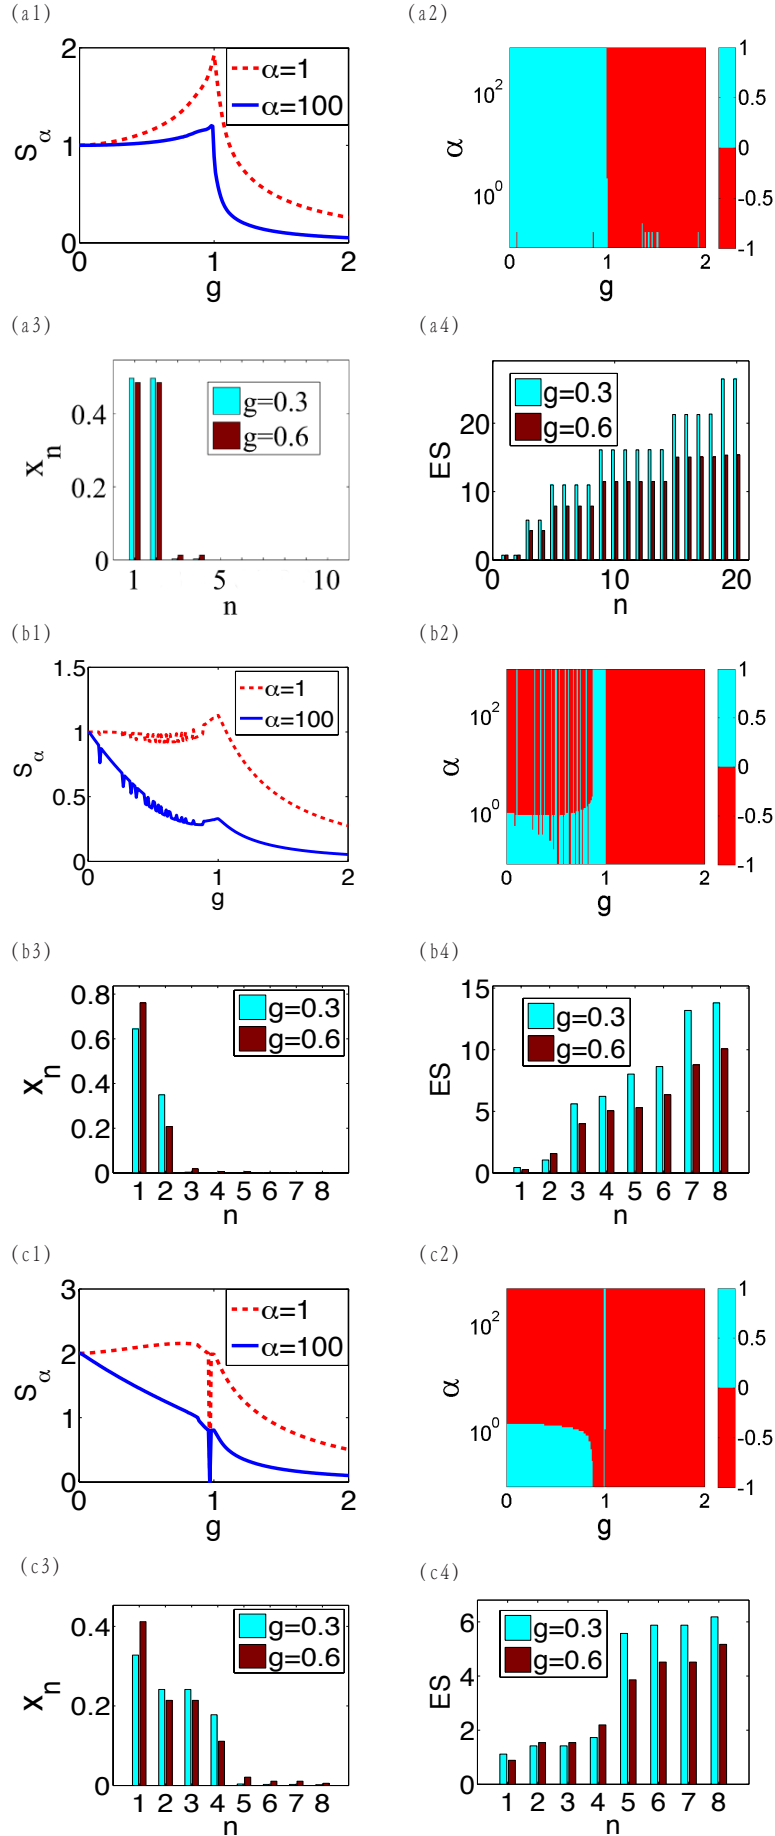 (a1)
(a2)
2
1
0
0
1
2
S_α
g
α=1
α=100
10^2
10^0
α
0
1
2
g
1
0.5
0
-0.5
-1
(a3)
(a4)
0.4
0.2
0
x_n
1
5
10
n
g=0.3
g=0.6
20
10
0
ES
0
10
20
n
g=0.3
g=0.6
(b1)
(b2)
1.5
1
0.5
0
S_α
0
1
2
g
α=1
α=100
10^2
10^0
α
0
1
2
g
1
0.5
0
-0.5
-1
(b3)
(b4)
0.8
0.6
0.4
0.2
0
x_n
1 2 3 4 5 6 7 8
n
g=0.3
g=0.6
15
10
5
0
ES
1 2 3 4 5 6 7 8
n
g=0.3
g=0.6
(c1)
(c2)
3
2
1
0
S_α
0
1
2
g
α=1
α=100
10^2
10^0
α
0
1
2
g
1
0.5
0
-0.5
-1
(c3)
(c4)
0.4
0.2
0
x_n
1 2 3 4 5 6 7 8
n
g=0.3
g=0.6
6
4
2
0
ES
1 2 3 4 5 6 7 8
n
g=0.3
g=0.6